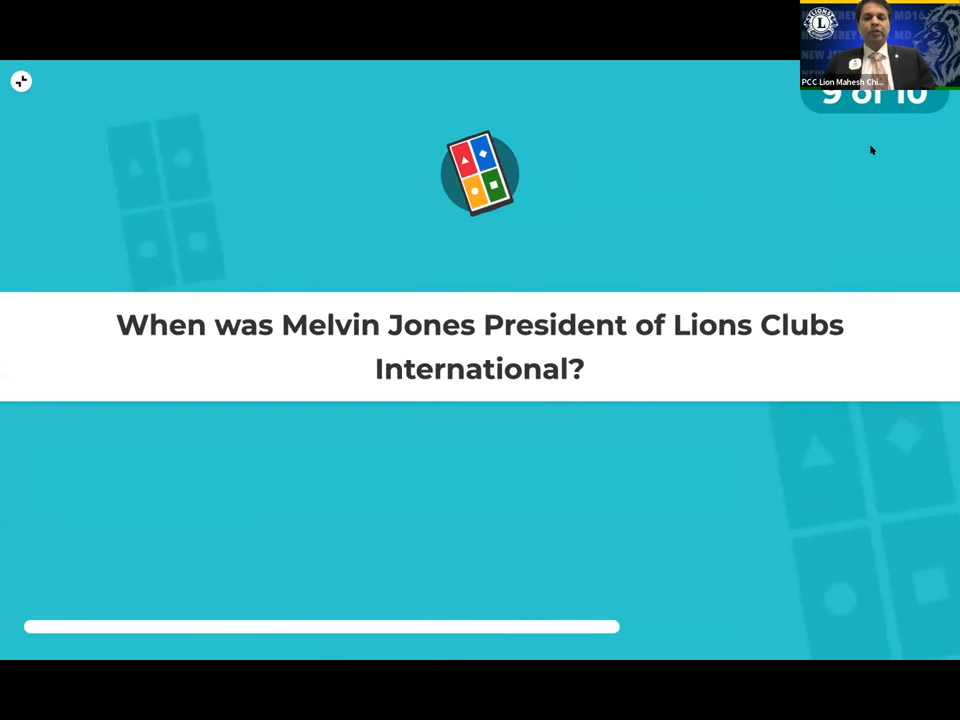 PCC Lion Mahesh Chi...
9 of 10
When was Melvin Jones President of Lions Clubs
International?